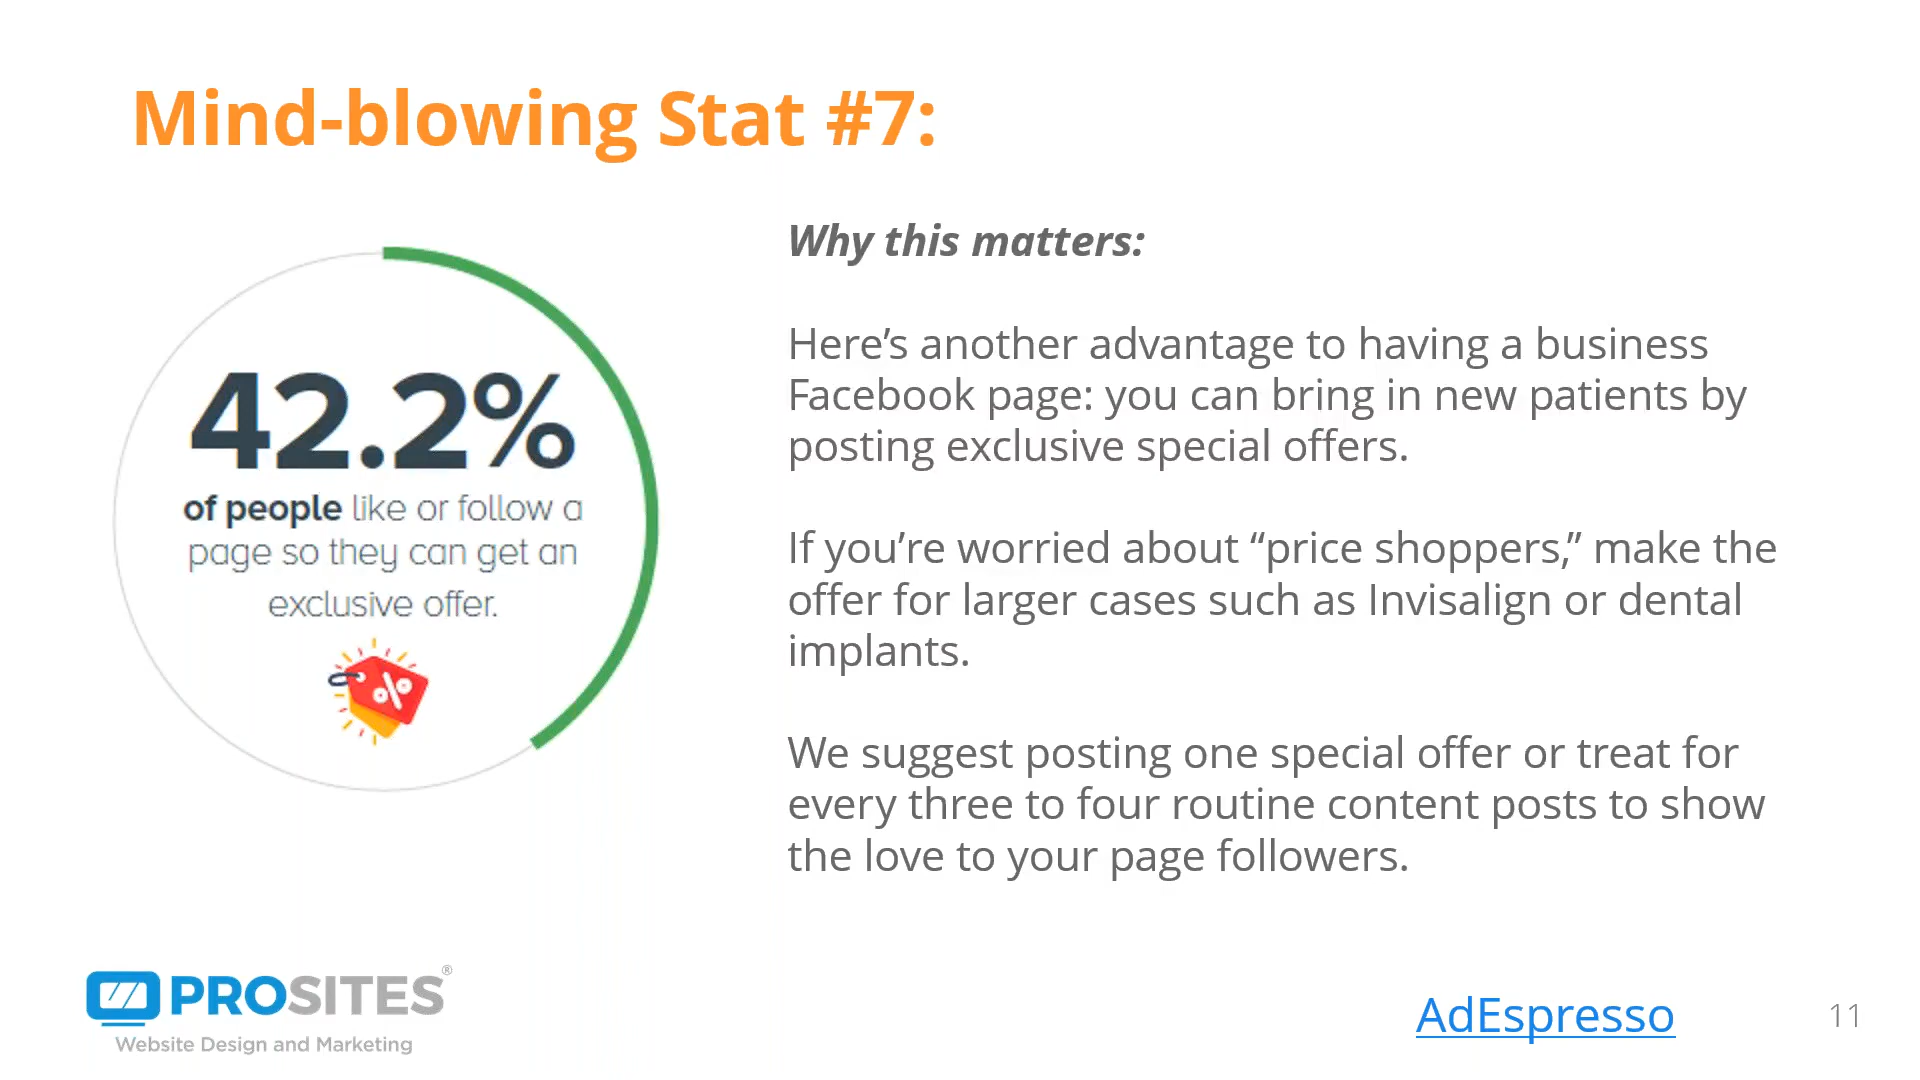 Mind-blowing Stat #7:
42.2%
of people like or follow a
page so they can get an
exclusive offer.
%
Why this matters:
Here’s another advantage to having a business
Facebook page: you can bring in new patients by
posting exclusive special offers.
If you’re worried about “price shoppers,” make the
offer for larger cases such as Invisalign or dental
implants.
We suggest posting one special offer or treat for
every three to four routine content posts to show
the love to your page followers.
PROSITES®
Website Design and Marketing
AdEspresso
11